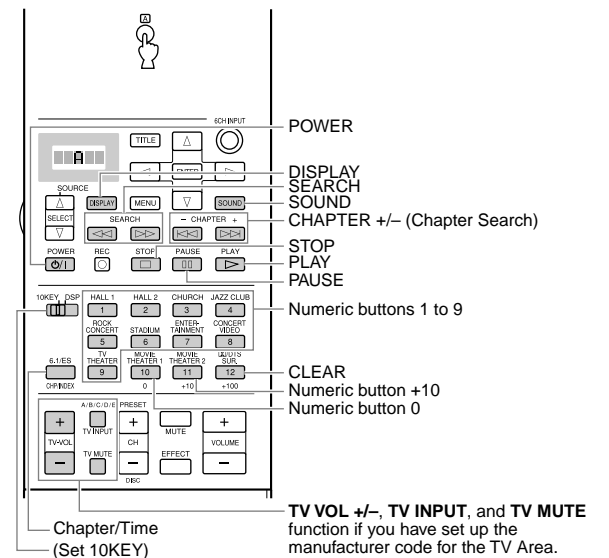 A
6CH INPUT
POWER
TITLE
A
ENTER
DISPLAY
SEARCH
SOURCE
SOUND
DISPLAY
MENU
SOUND
SELECT
SEARCH
– CHAPTER +
CHAPTER +/– (Chapter Search)
STOP
POWER
REC
STOP
PAUSE
PLAY
PLAY
PAUSE
10KEY DSP
HALL 1
HALL 2
CHURCH
JAZZ CLUB
1
2
3
4
Numeric buttons 1 to 9
ROCK CONCERT
STADIUM
ENTER-TAINMENT
CONCERT VIDEO
5
6
7
8
TV THEATER
MOVIE THEATER 1
MOVIE THEATER 2
/DTS SUR.
6.1/ES
9
10
11
12
CLEAR
CHP/INDEX
0
+10
+100
Numeric button +10
Numeric button 0
A/B/C/D/E
PRESET
+
TV INPUT
+
MUTE
+
TV-VOL
CH
VOLUME
–
TV MUTE
–
EFFECT
–
DISC
TV VOL +/–, TV INPUT, and TV MUTE
function if you have set up the
manufacturer code for the TV Area.
Chapter/Time
(Set 10KEY)